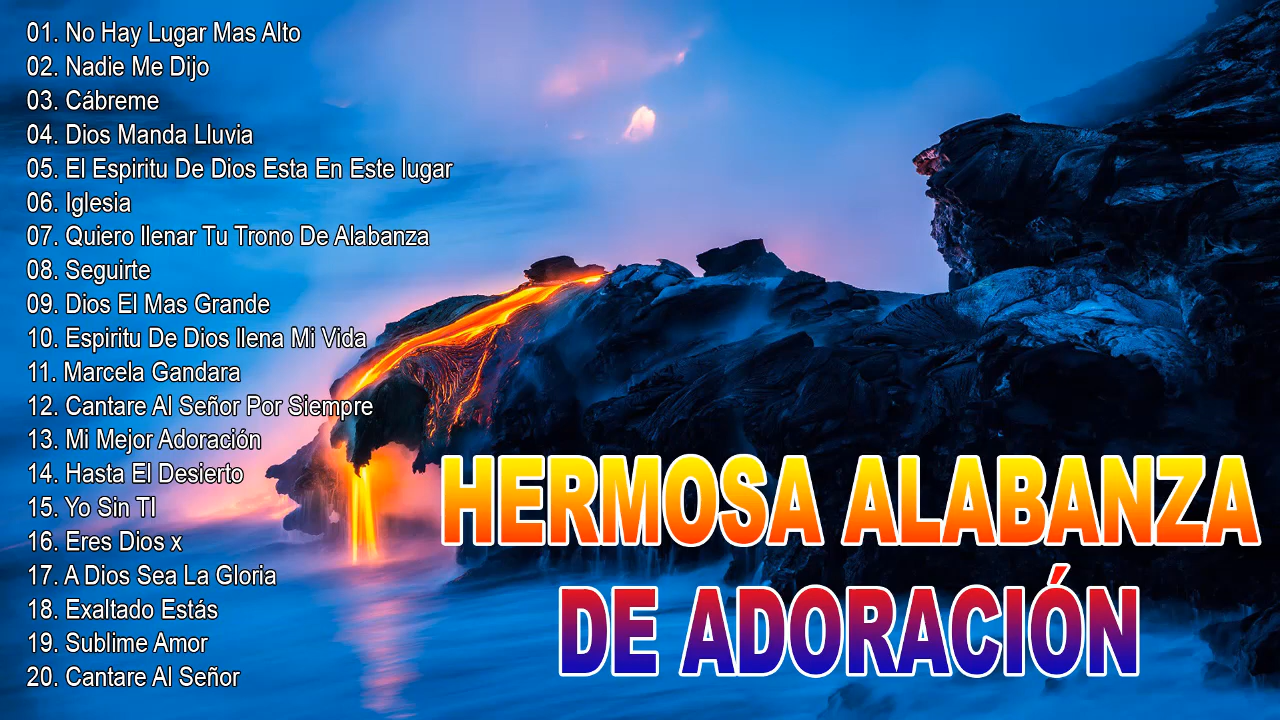 01. No Hay Lugar Mas Alto
02. Nadie Me Dijo
03. Cábreme
04. Dios Manda Lluvia
05. El Espiritu De Dios Esta En Este lugar
06. Iglesia
07. Quiero llenar Tu Trono De Alabanza
08. Seguirte
09. Dios El Mas Grande
10. Espiritu De Dios llena Mi Vida
11. Marcela Gandara
12. Cantare Al Señor Por Siempre
13. Mi Mejor Adoración
14. Hasta El Desierto
15. Yo Sin TI
16. Eres Dios x
17. A Dios Sea La Gloria
18. Exaltado Estás
19. Sublime Amor
20. Cantare Al Señor
HERMOSA ALABANZA
DE ADORACIÓN